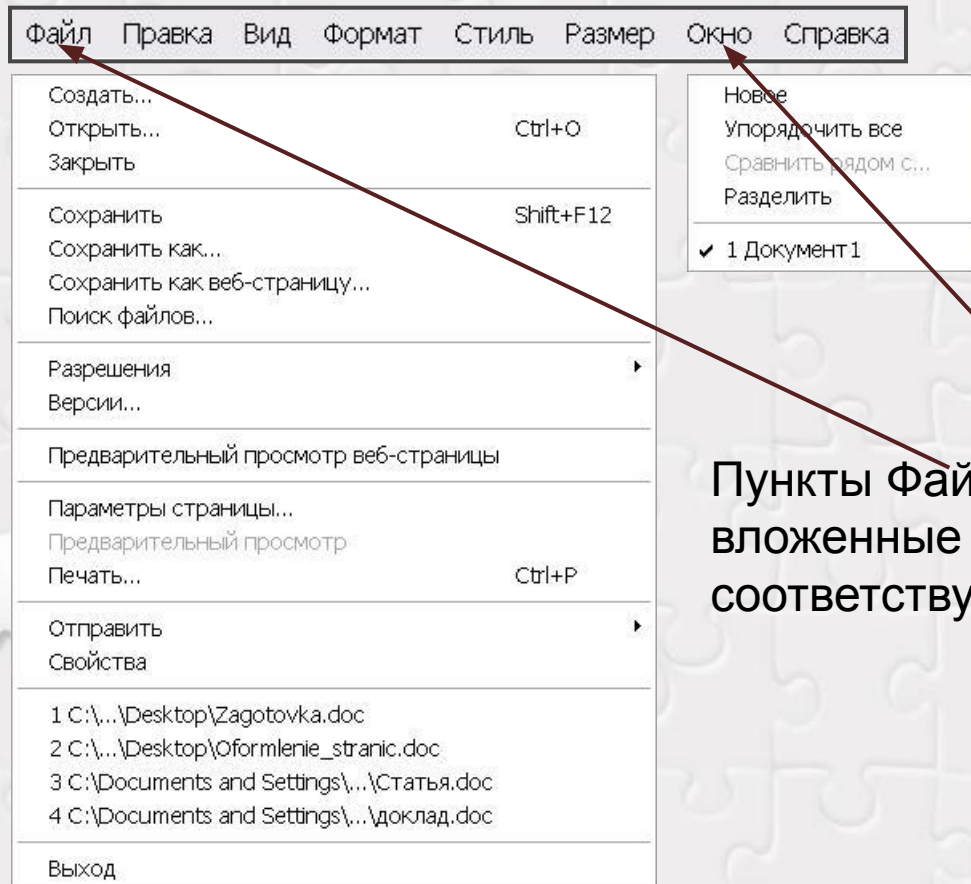 Файл Правка Вид Формат Стиль Размер Окно Справка
Создать...
Открыть... Ctrl+O
Закрыть
Сохранить Shift+F12
Сохранить как...
Сохранить как веб-страницу...
Поиск файлов...
Разрешения
Версии...
Предварительный просмотр веб-страницы
Параметры страницы...
Предварительный просмотр
Печать... Ctrl+P
Отправить
Свойства
1 C:\...\Desktop\Zagotovka.doc
2 C:\...\Desktop\Oformlenie_stranic.doc
3 C:\Documents and Settings\...\Статья.doc
4 C:\Documents and Settings\...\доклад.doc
Выход
Новое
Упорядочить все
Сравнить рядом с...
Разделить
✔ 1 Документ1
Пункты Фай
вложенные
соответству